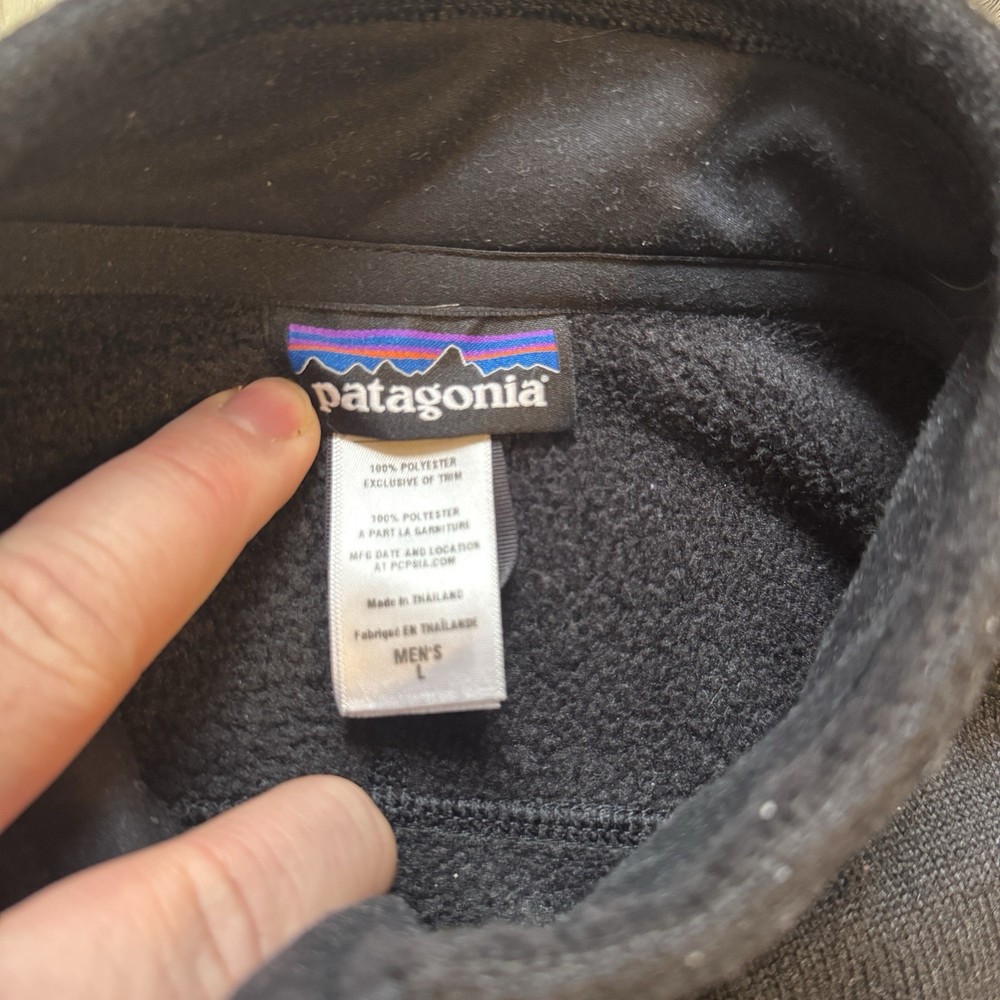 patagonia®
100% POLYESTER
EXCLUSIVE OF TRIM
100% POLYESTER
A PART LA GARNITURE
MFG DATE AND LOCATION
AT PCPSIA.COM
Made in THAILAND
Fabriqué EN THAÏLANDE
MEN'S
L